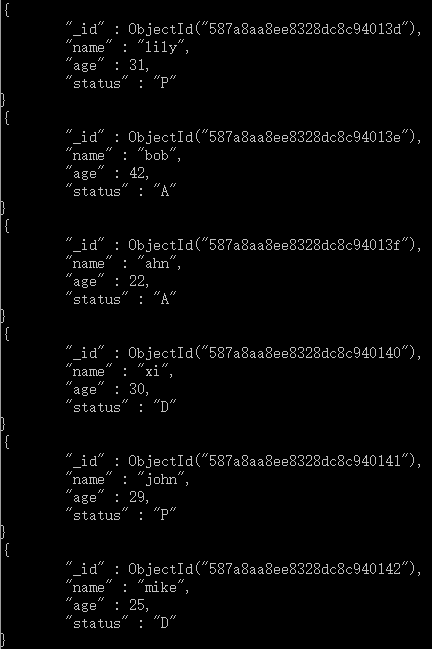 {
"_id" : ObjectId("587a8aa8ee8328dc8c94013d"),
"name" : "lily",
"age" : 31,
"status" : "P"
}
{
"_id" : ObjectId("587a8aa8ee8328dc8c94013e"),
"name" : "bob",
"age" : 42,
"status" : "A"
}
{
"_id" : ObjectId("587a8aa8ee8328dc8c94013f"),
"name" : "ahn",
"age" : 22,
"status" : "A"
}
{
"_id" : ObjectId("587a8aa8ee8328dc8c940140"),
"name" : "xi",
"age" : 30,
"status" : "D"
}
{
"_id" : ObjectId("587a8aa8ee8328dc8c940141"),
"name" : "john",
"age" : 29,
"status" : "P"
}
{
"_id" : ObjectId("587a8aa8ee8328dc8c940142"),
"name" : "mike",
"age" : 25,
"status" : "D"
}